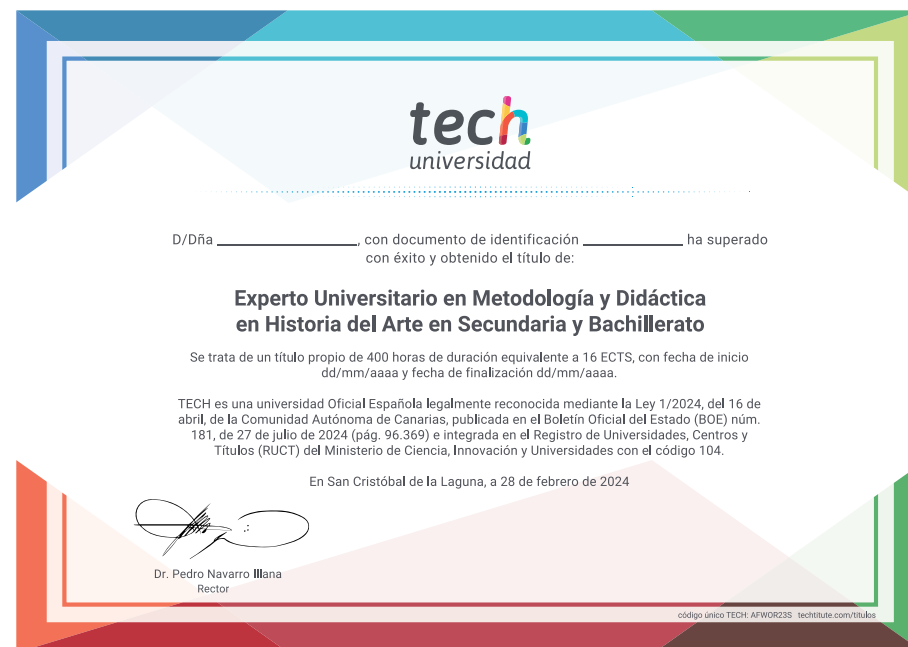 tech
universidad
D/Dña ____________, con documento de identificación ____________ ha superado
con éxito y obtenido el título de:
Experto Universitario en Metodología y Didáctica
en Historia del Arte en Secundaria y Bachillerato
Se trata de un título propio de 400 horas de duración equivalente a 16 ECTS, con fecha de inicio
dd/mm/aaaa y fecha de finalización dd/mm/aaaa.
TECH es una universidad Oficial Española legalmente reconocida mediante la Ley 1/2024, del 16 de
abril, de la Comunidad Autónoma de Canarias, publicada en el Boletín Oficial del Estado (BOE) núm.
181, de 27 de julio de 2024 (pág. 96.369) e integrada en el Registro de Universidades, Centros y
Títulos (RUCT) del Ministerio de Ciencia, Innovación y Universidades con el código 104.
En San Cristóbal de la Laguna, a 28 de febrero de 2024
Dr. Pedro Navarro Illana
Rector
código único TECH: AFWOR23S techtitute.com/titulos